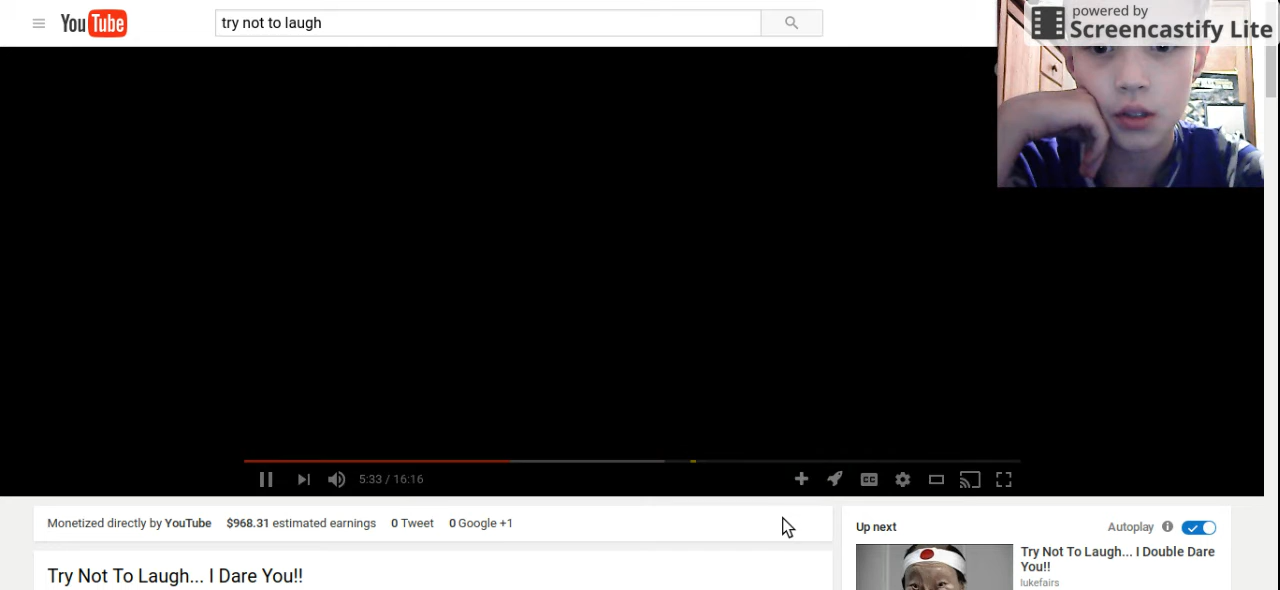 powered by
Screencastify Lite
YouTube
try not to laugh
5:33 / 16:16
CC
Monetized directly by YouTube $968.31 estimated earnings 0 Tweet 0 Google +1
Up next
Autoplay
Try Not To Laugh... I Dare You!!
Try Not To Laugh... I Double Dare
You!!
lukefairs